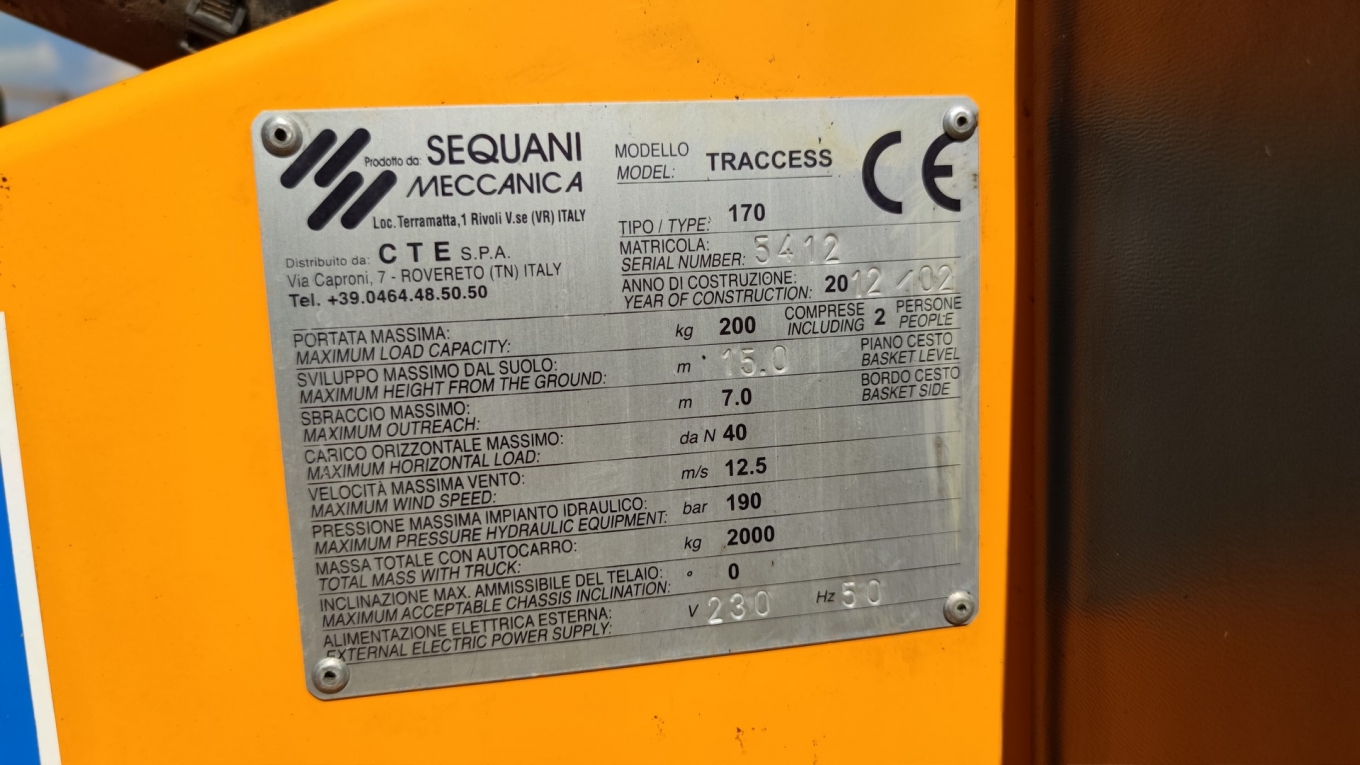 Prodotto da: SEQUANI
MECCANICA
Loc. Terramatta,1 Rivoli V.se (VR) ITALY
Distribuito da: CTE S.P.A.
Via Caproni, 7 - ROVERETO (TN) ITALY
Tel. +39.0464.48.50.50
MODELLO
MODEL: TRACCESS
CE
TIPO / TYPE: 170
MATRICOLA:
SERIAL NUMBER: 5412
ANNO DI COSTRUZIONE:
YEAR OF CONSTRUCTION: 2012/02
PORTATA MASSIMA:
MAXIMUM LOAD CAPACITY: kg 200 COMPRESE INCLUDING 2 PERSONE PEOPLE
SVILUPPO MASSIMO DAL SUOLO:
MAXIMUM HEIGHT FROM THE GROUND: m 15.0 PIANO CESTO BASKET LEVEL
SBRACCIO MASSIMO:
MAXIMUM OUTREACH: m 7.0 BORDO CESTO BASKET SIDE
CARICO ORIZZONTALE MASSIMO:
MAXIMUM HORIZONTAL LOAD: da N 40
VELOCITÀ MASSIMA VENTO:
MAXIMUM WIND SPEED: m/s 12.5
PRESSIONE MASSIMA IMPIANTO IDRAULICO:
MAXIMUM PRESSURE HYDRAULIC EQUIPMENT: bar 190
MASSA TOTALE CON AUTOCARRO:
TOTAL MASS WITH TRUCK: kg 2000
INCLINAZIONE MAX. AMMISSIBILE DEL TELAIO:
MAXIMUM ACCEPTABLE CHASSIS INCLINATION: ° 0
ALIMENTAZIONE ELETTRICA ESTERNA:
EXTERNAL ELECTRIC POWER SUPPLY: V 230 Hz 50